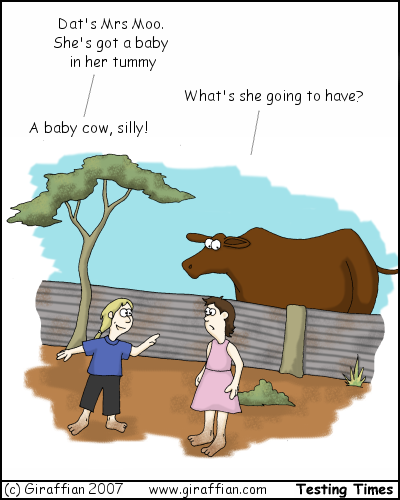 Dat's Mrs Moo.
She's got a baby
in her tummy
What's she going to have?
A baby cow, silly!
(c) Giraffian 2007
www.giraffian.com
Testing Times